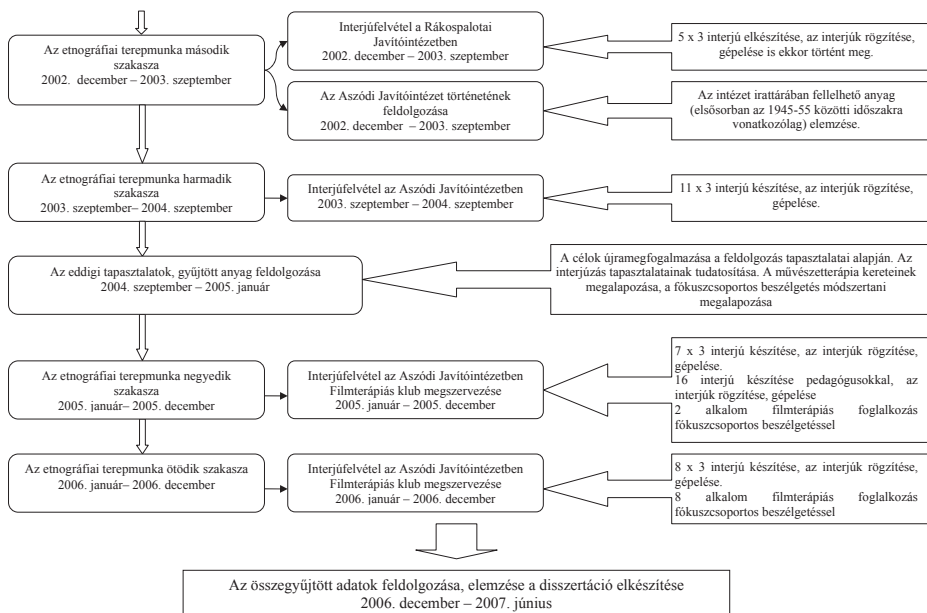 Az etnográfiai terepmunka második
szakasza
2002. december – 2003. szeptember
Interjúfelvétel a Rákospalotai
Javítóintézetben
2002. december – 2003. szeptember
5 x 3 interjú elkészítése, az interjúk rögzítése,
gépelése is ekkor történt meg.
Az Aszódi Javítóintézet történetének
feldolgozása
2002. december – 2003. szeptember
Az intézet irattárában fellelhető anyag
(elsősorban az 1945-55 közötti időszakra
vonatkozólag) elemzése.
Az etnográfiai terepmunka harmadik
szakasza
2003. szeptember– 2004. szeptember
Interjúfelvétel az Aszódi Javítóintézetben
2003. szeptember – 2004. szeptember
11 x 3 interjú készítése, az interjúk rögzítése,
gépelése.
Az eddigi tapasztalatok, gyűjtött anyag feldolgozása
2004. szeptember – 2005. január
A célok újramegfogalmazása a feldolgozás tapasztalatai alapján. Az
interjúzás tapasztalatainak tudatosítása. A művészetterápia kereteinek
megalapozása, a fókuszcsoportos beszélgetés módszertani
megalapozása
Az etnográfiai terepmunka negyedik
szakasza
2005. január– 2005. december
Interjúfelvétel az Aszódi Javítóintézetben
Filmterápiás klub megszervezése
2005. január – 2005. december
7 x 3 interjú készítése, az interjúk rögzítése,
gépelése.
16 interjú készítése pedagógusokkal, az
interjúk rögzítése, gépelése
2 alkalom filmterápiás foglalkozás
fókuszcsoportos beszélgetéssel
Az etnográfiai terepmunka ötödik szakasza
2006. január– 2006. december
Interjúfelvétel az Aszódi Javítóintézetben
Filmterápiás klub megszervezése
2006. január – 2006. december
8 x 3 interjú készítése, az interjúk rögzítése,
gépelése.
8 alkalom filmterápiás foglalkozás
fókuszcsoportos beszélgetéssel
Az összegyűjtött adatok feldolgozása, elemzése a disszertáció elkészítése
2006. december – 2007. június